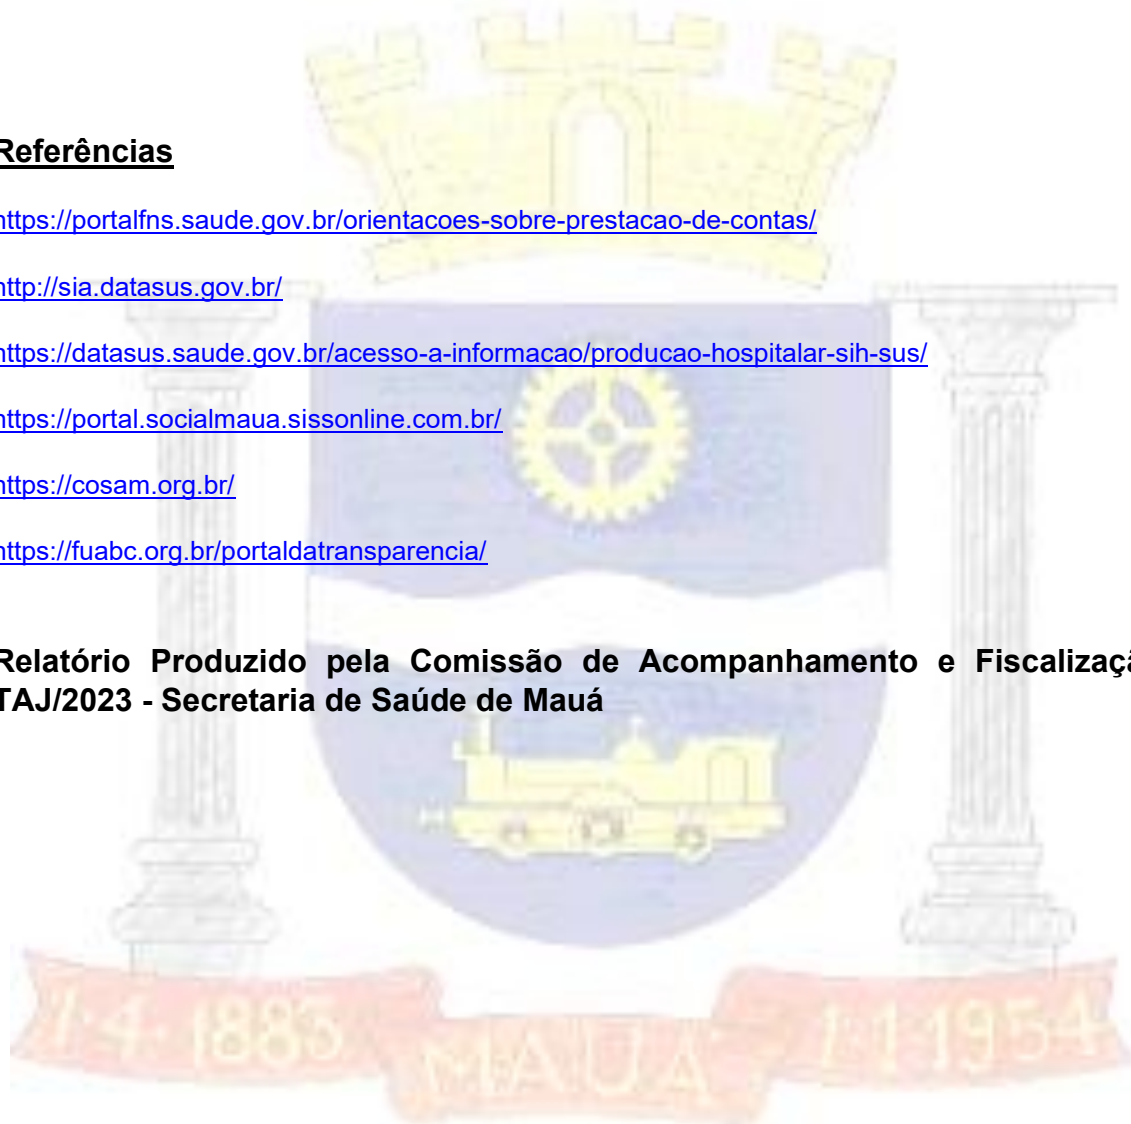 Referências
https://portalfns.saude.gov.br/orientacoes-sobre-prestacao-de-contas/
http://sia.datasus.gov.br/
https://datasus.saude.gov.br/acesso-a-informacao/producao-hospitalar-sih-sus/
https://portal.socialmaua.sissonline.com.br/
https://cosam.org.br/
https://fuabc.org.br/portaldatransparencia/
Relatório Produzido pela Comissão de Acompanhamento e Fiscalizaçã
TAJ/2023 - Secretaria de Saúde de Mauá
1·4·1883 MAUÁ 1·1·1954